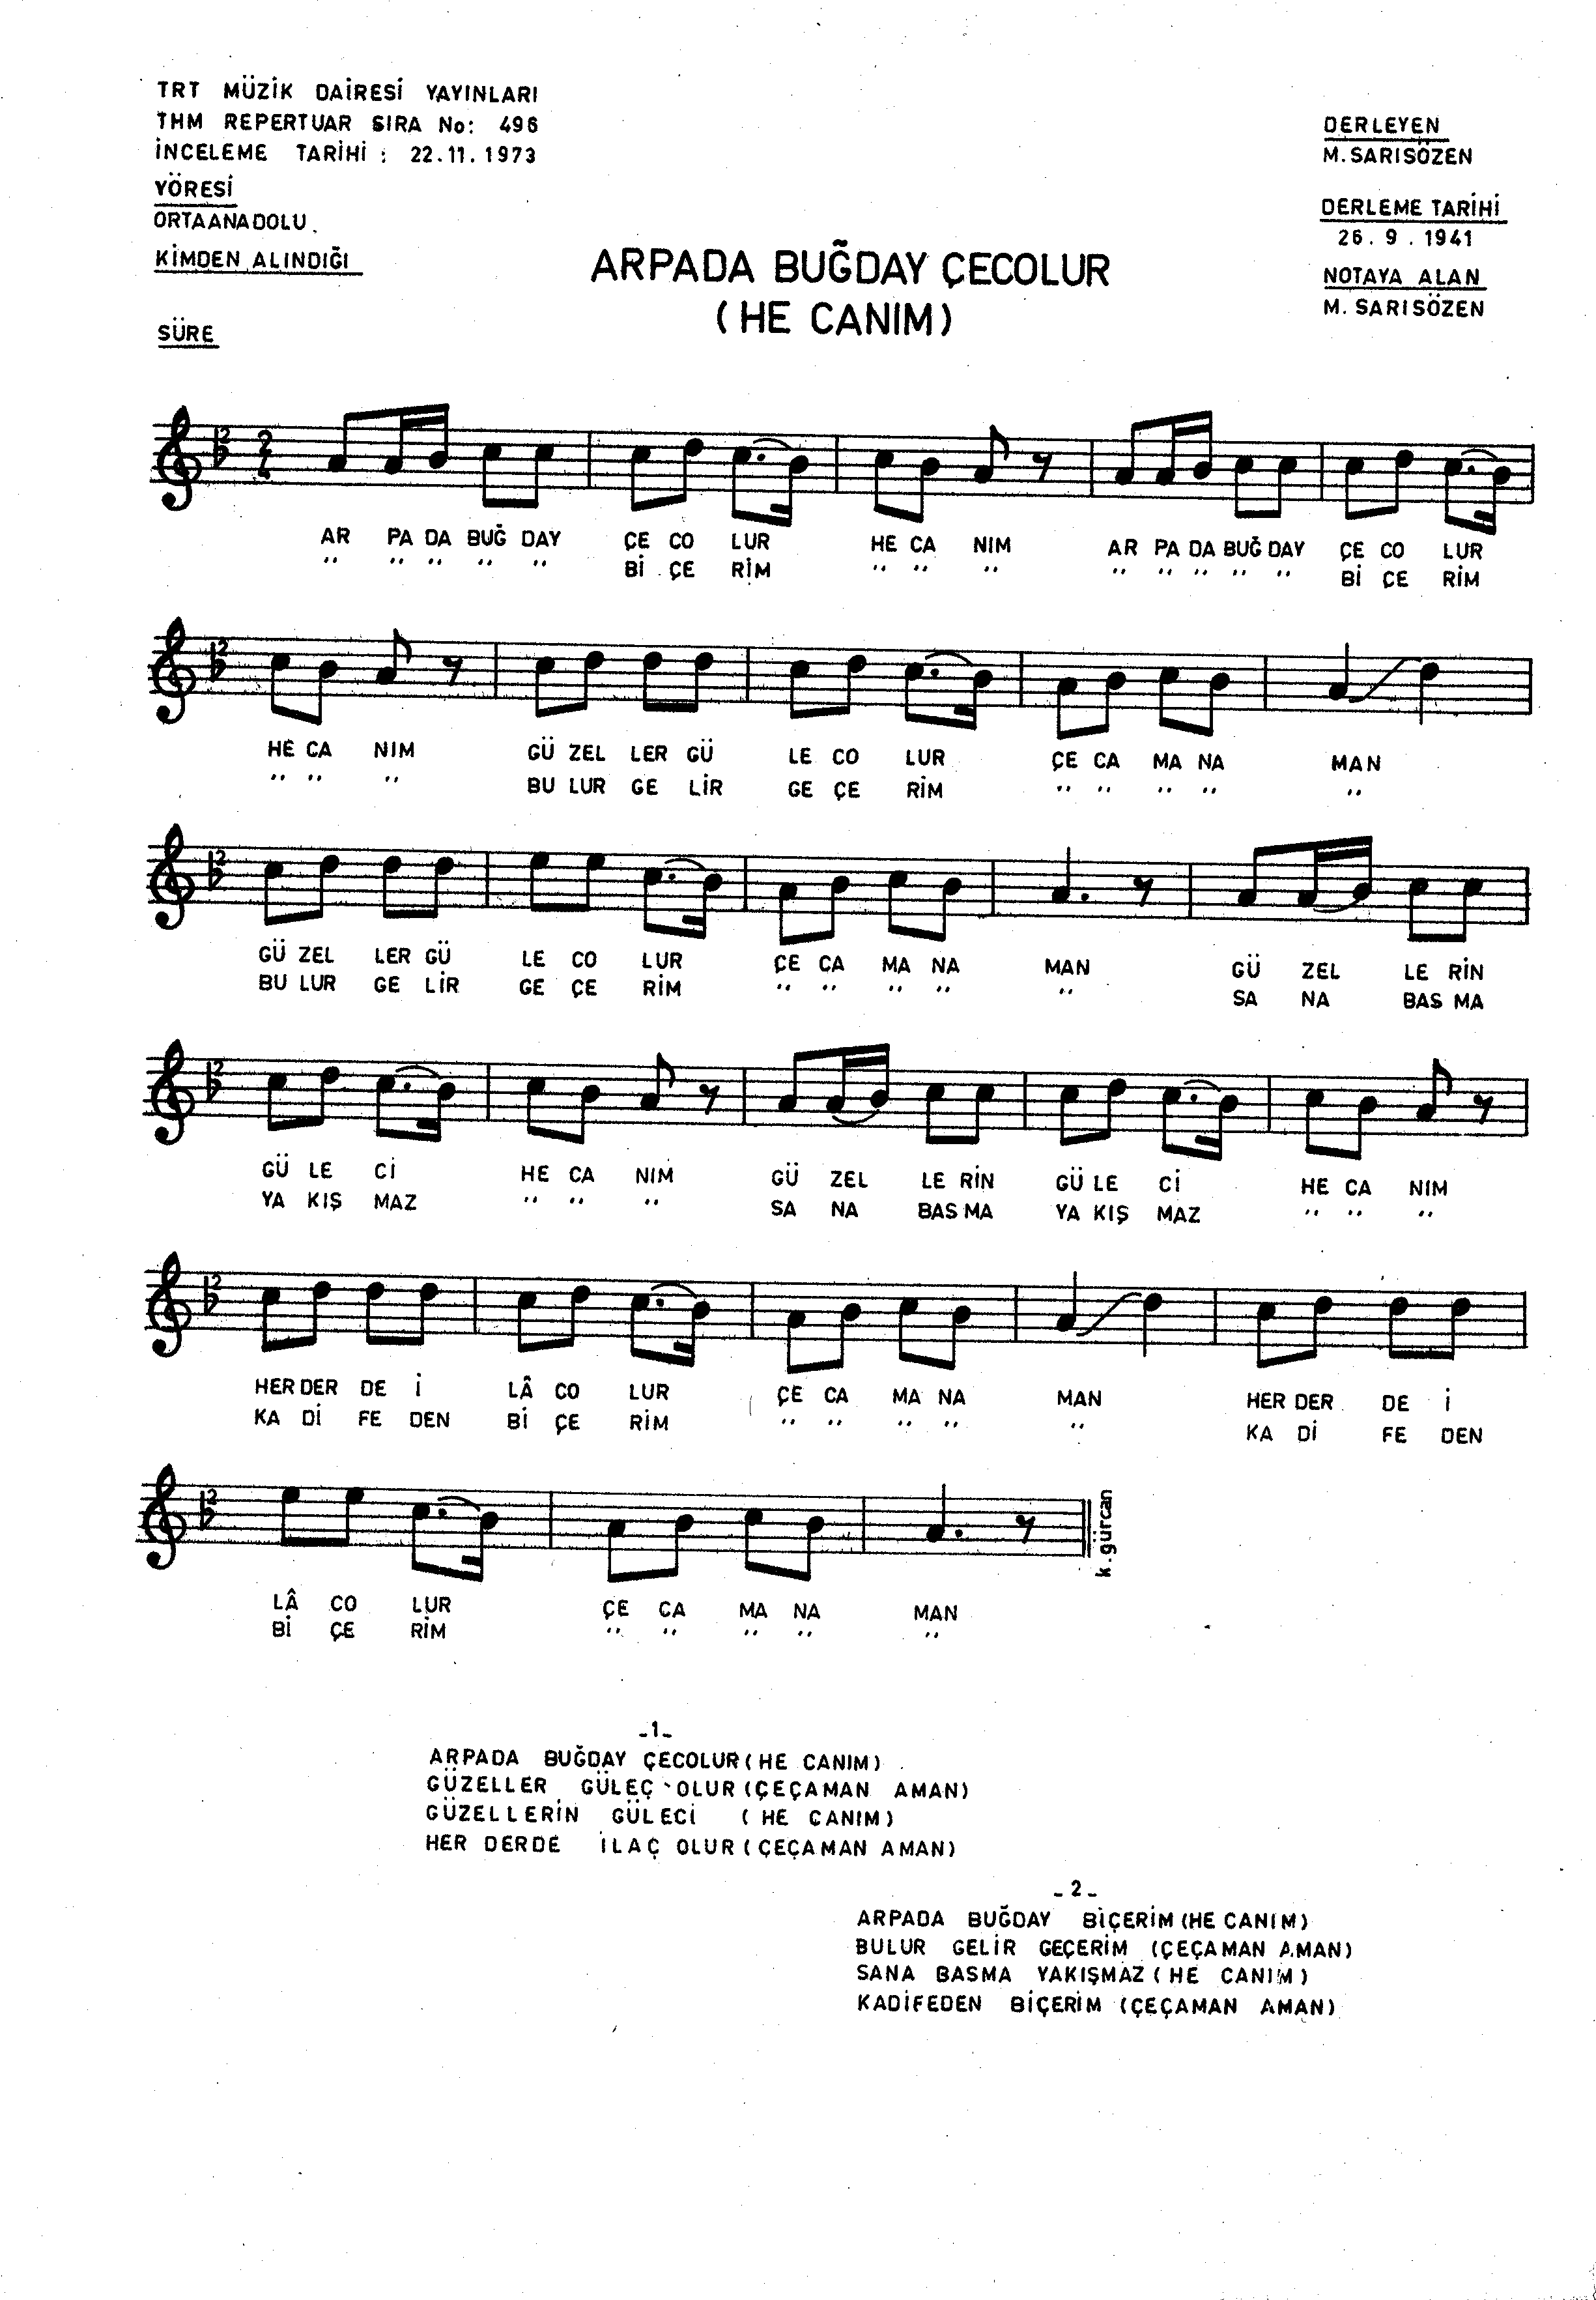 TRT MÜZİK DAİRESİ YAYINLARI
THM REPERTUAR SIRA No: 496
İNCELEME TARİHİ : 22.11.1973
YÖRESİ
ORTAANADOLU
KİMDEN ALINDIĞI
SÜRE
DERLEYEN
M.SARISÖZEN
DERLEME TARİHİ
26.9.1941
NOTAYA ALAN
M. SARISÖZEN
ARPADA BUĞDAY ÇECOLUR
(HE CANIM)
AR PA DA BUĞ DAY ÇE CO LUR HE CA NIM AR PA DA BUĞ DAY ÇE CO LUR
,, ,, ,, ,, ,, Bİ ÇE RİM ,, ,, ,, ,, ,, ,, ,, ,, Bİ ÇE RİM
HE CA NIM GÜ ZEL LER GÜ LE CO LUR ÇE CA MA NA MAN
,, ,, ,, BU LUR GE LİR GE ÇE RİM ,, ,, ,, ,, ,,
GÜ ZEL LER GÜ LE CO LUR ÇE CA MA NA MAN GÜ ZEL LE RİN
BU LUR GE LİR GE ÇE RİM ,, ,, ,, ,, ,, SA NA BAS MA
GÜ LE Cİ HE CA NIM GÜ ZEL LE RİN GÜ LE Cİ HE CA NIM
YA KIŞ MAZ ,, ,, ,, SA NA BAS MA YA KIŞ MAZ ,, ,, ,,
HER DER DE İ LÂ CO LUR ÇE CA MA NA MAN HER DER DE İ
KA Dİ FE DEN Bİ ÇE RİM ,, ,, ,, ,, ,, KA Dİ FE DEN
k.gürcan
LÂ CO LUR ÇE CA MA NA MAN
Bİ ÇE RİM ,, ,, ,, ,, ,,
-1-
ARPADA BUĞDAY ÇECOLUR(HE CANIM)
GÜZELLER GÜLEÇ OLUR(ÇEÇAMAN AMAN)
GÜZELLERİN GÜLECİ (HE CANIM)
HER DERDE İLAÇ OLUR(ÇEÇAMAN AMAN)
-2-
ARPADA BUĞDAY BİÇERİM(HE CANIM)
BULUR GELİR GEÇERİM (ÇEÇAMAN AMAN)
SANA BASMA YAKIŞMAZ(HE CANIM)
KADİFEDEN BİÇERİM (ÇEÇAMAN AMAN)